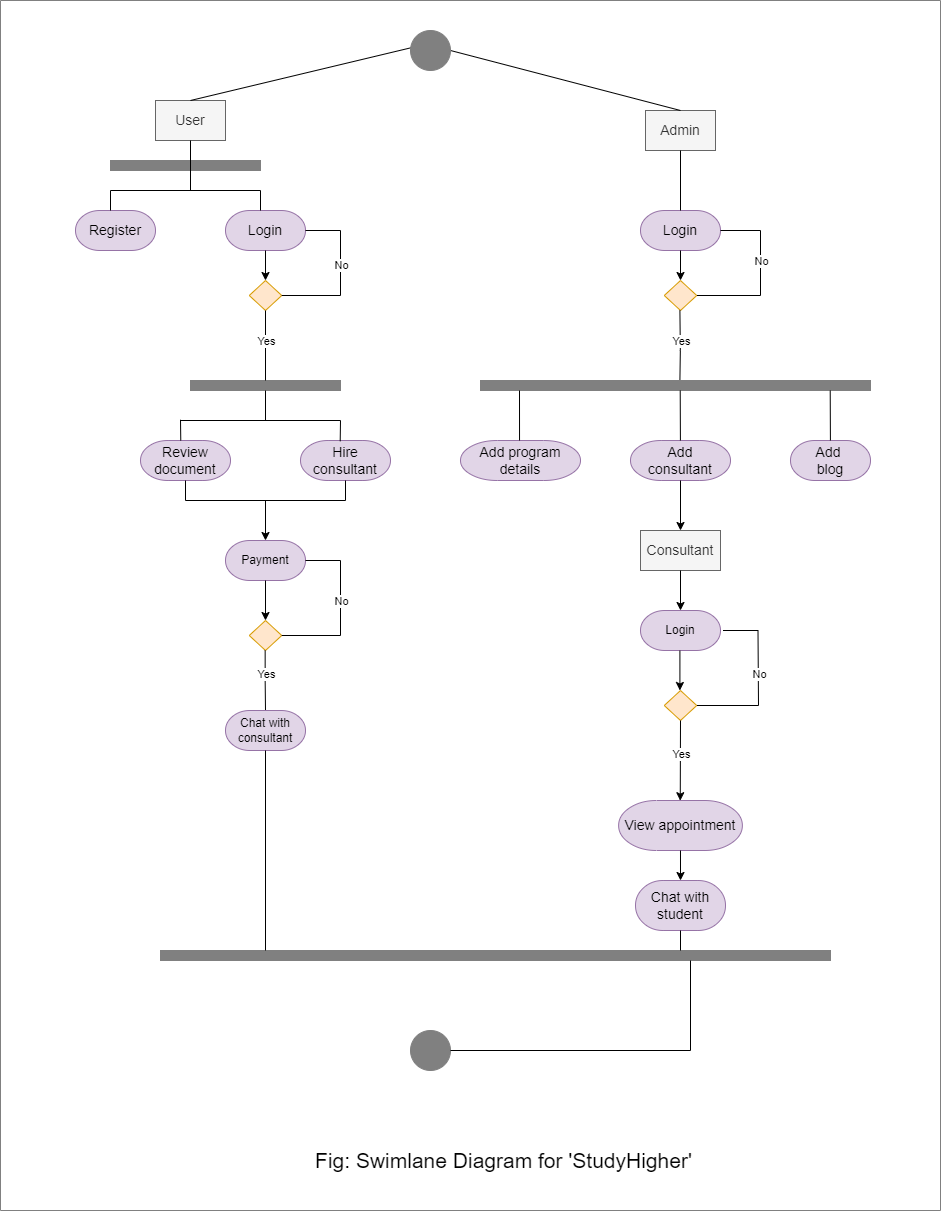 User
Admin
Register
Login
Login
No
No
Yes
Yes
Review
document
Hire
consultant
Add program
details
Add
consultant
Add
blog
Payment
Consultant
No
Login
Yes
No
Chat with
consultant
Yes
View appointment
Chat with
student
Fig: Swimlane Diagram for 'StudyHigher'